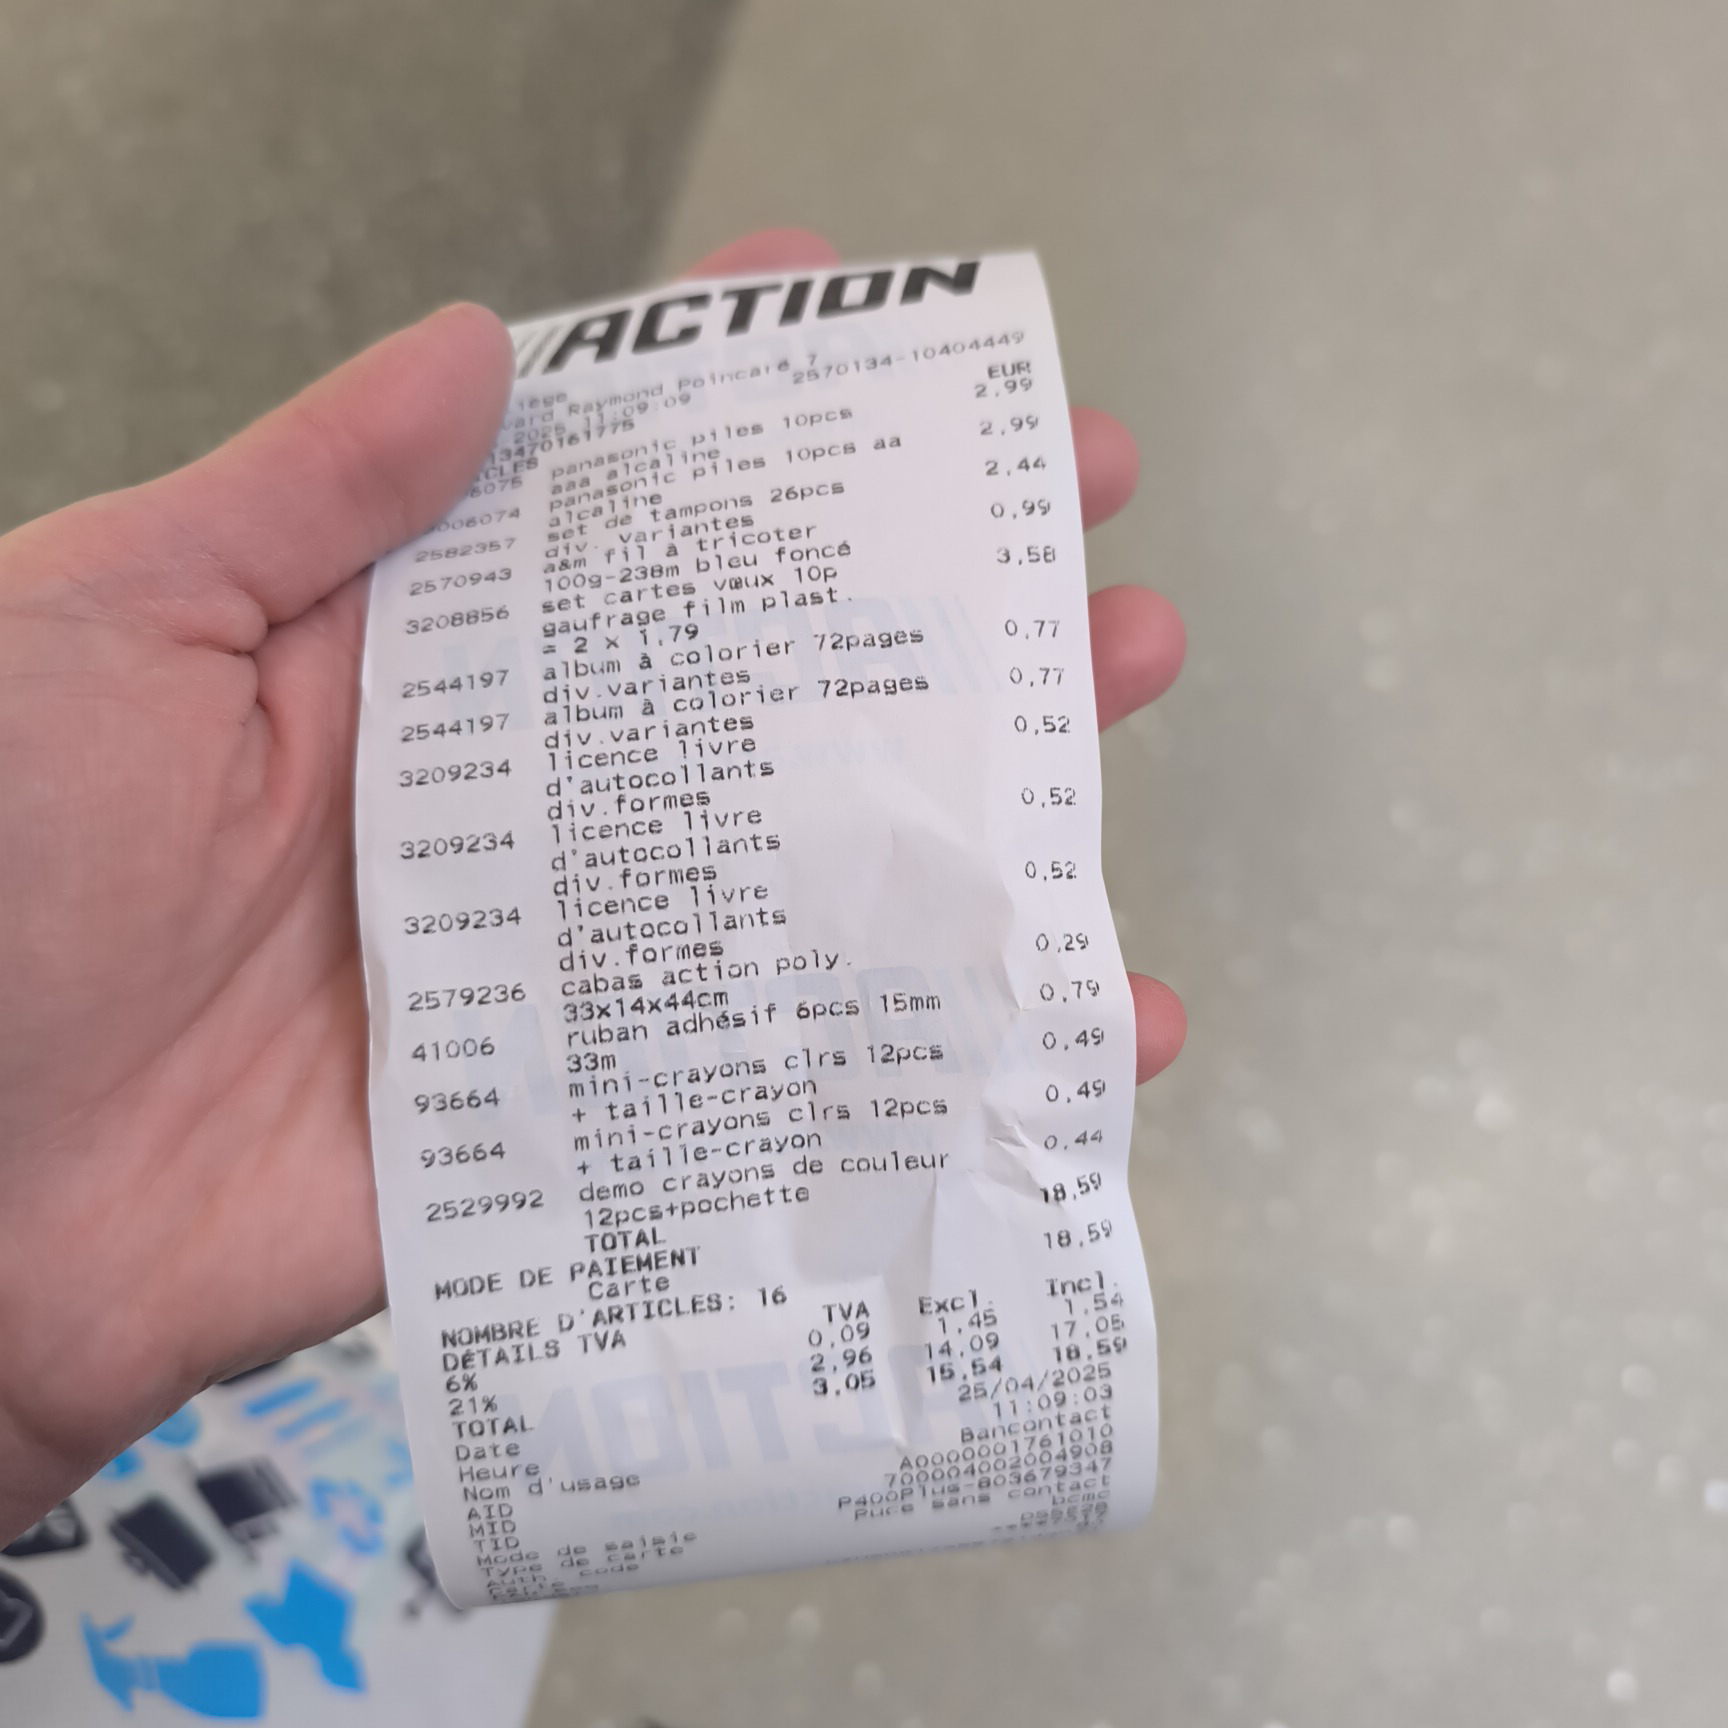 ACTION
Raymond Poincaré 7
2025 11:09:09 2570134-10404449
EUR
panasonic piles 10pcs 2,99
aaa alcaline
panasonic piles 10pcs aa 2,99
alcaline
2582357 set de tampons 26pcs 2,44
div. variantes
2570943 a&m fil à tricoter 0,99
100g-238m bleu foncé
3208856 set cartes vœux 10p 3,58
gaufrage film plast.
= 2 x 1,79
2544197 album à colorier 72pages 0,77
div.variantes
2544197 album à colorier 72pages 0,77
div.variantes
3209234 licence livre 0,52
d'autocollants
div.formes
3209234 licence livre 0,52
d'autocollants
div.formes
3209234 licence livre 0,52
d'autocollants
div.formes
2579236 cabas action poly. 0,29
33x14x44cm
41006 ruban adhésif 6pcs 15mm 0,79
33m
93664 mini-crayons clrs 12pcs 0,49
+ taille-crayon
93664 mini-crayons clrs 12pcs 0,49
+ taille-crayon
2529992 demo crayons de couleur 0,44
12pcs+pochette
TOTAL 18,59
MODE DE PAIEMENT
Carte 18,59
NOMBRE D'ARTICLES: 16
DÉTAILS TVA TVA Excl. Incl.
6% 0,09 1,45 1,54
21% 2,96 14,09 17,05
TOTAL 3,05 15,54 18,59
Date 25/04/2025
Heure 11:09:03
Nom d'usage Bancontact
AID A0000001761010
MID 700004002004908
TID P400Plus-803679347
Mode de saisie Puce sans contact
Type de carte bcmc
Auth. code
Carte